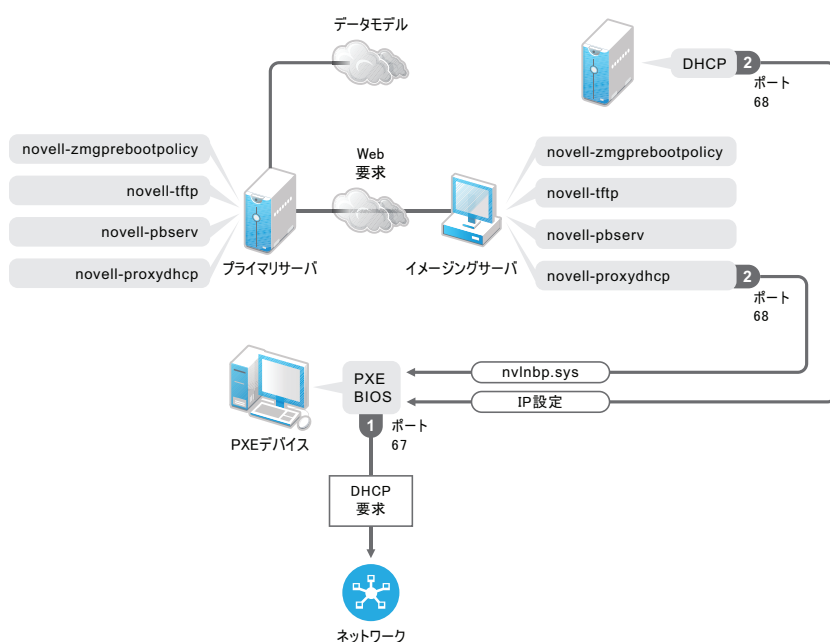 データモデル
DHCP
2
ポート
68
novell-zmgprebootpolicy
novell-tftp
novell-pbserv
novell-proxydhcp
プライマリサーバ
Web
要求
イメージングサーバ
novell-zmgprebootpolicy
novell-tftp
novell-pbserv
novell-proxydhcp
2
ポート
68
nvlnbp.sys
IP設定
PXE
BIOS
1
ポート
67
PXEデバイス
DHCP
要求
ネットワーク